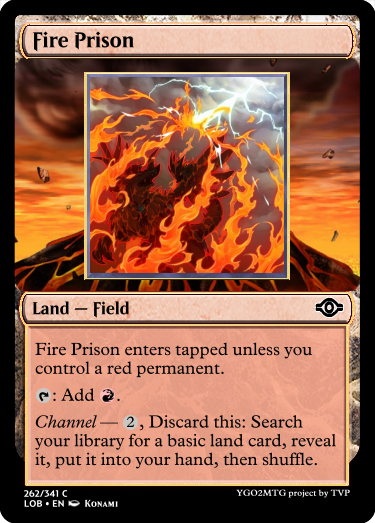 Fire Prison
Land — Field
Fire Prison enters tapped unless you
control a red permanent.
: Add .
Channel — 2, Discard this: Search
your library for a basic land card, reveal
it, put it into your hand, then shuffle.
262/341 C
LOB • EN Konami
YGO2MTG project by TVP